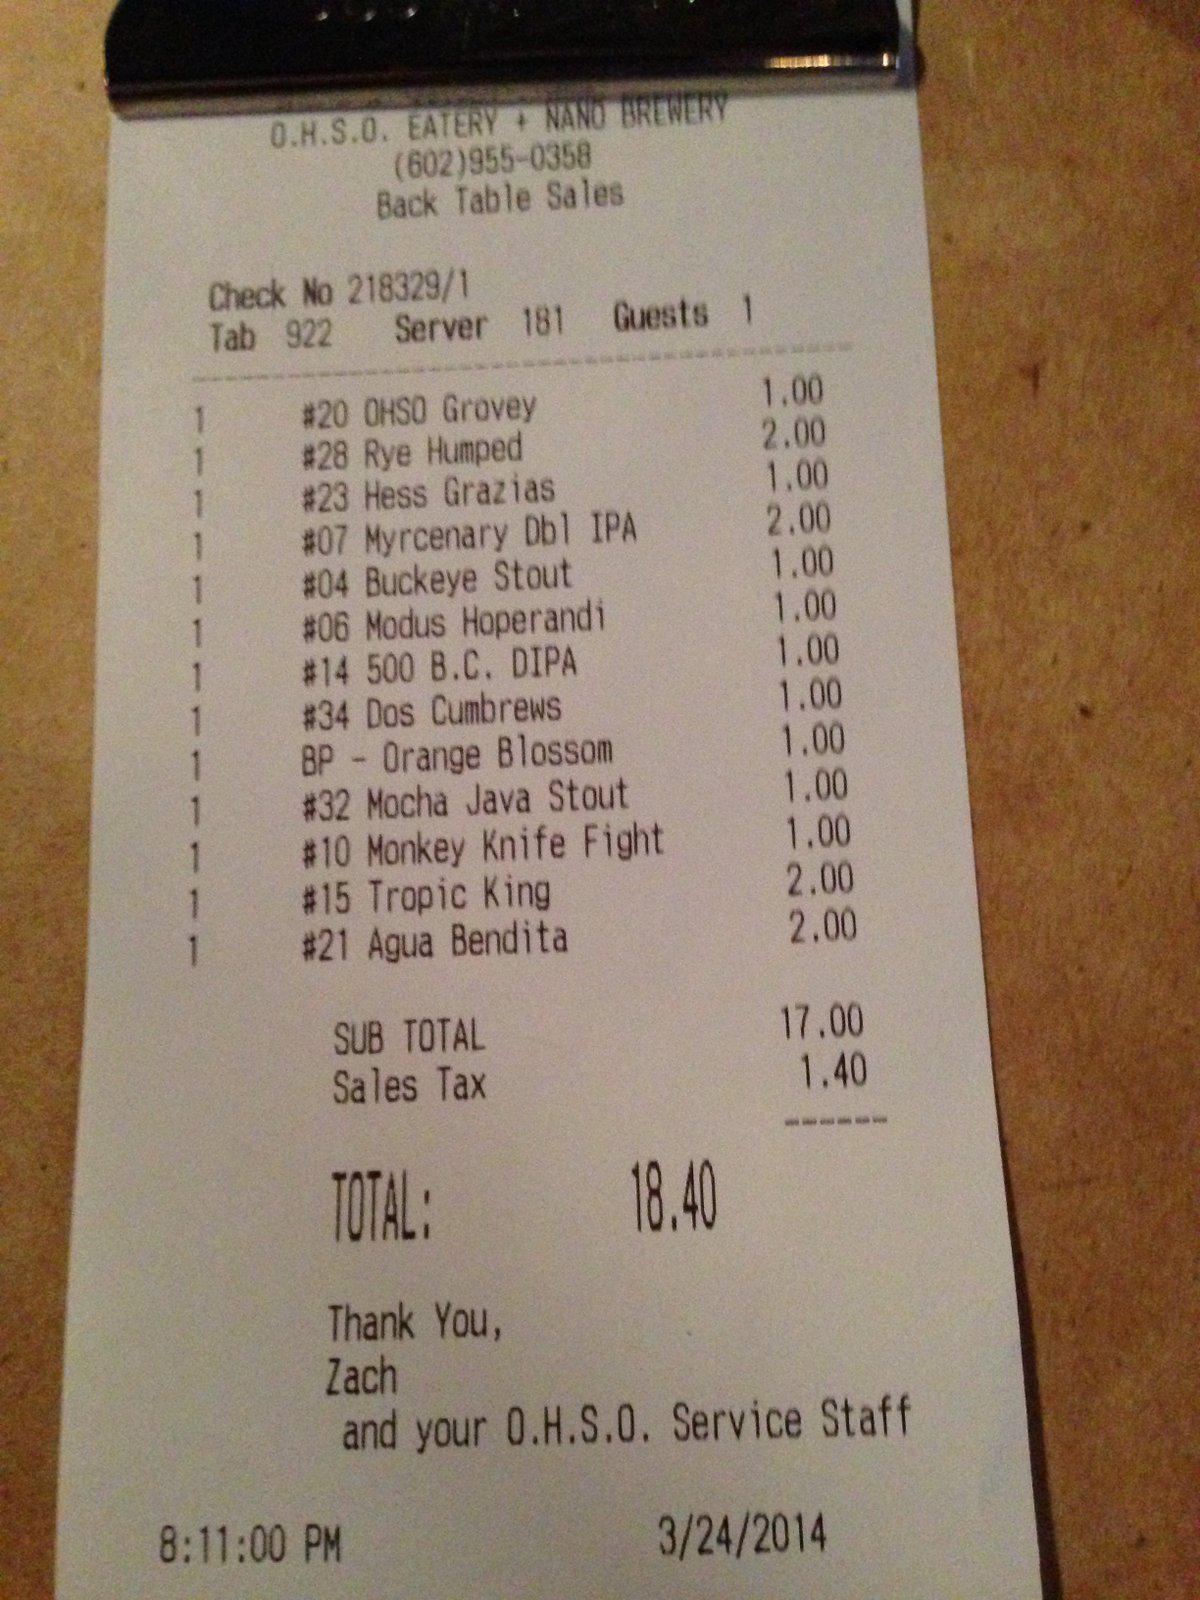 O.H.S.O. EATERY + NANO BREWERY
(602)955-0358
Back Table Sales
Check No 218329/1
Tab 922 Server 181 Guests 1
1 #20 OHSO Grovey 1.00
1 #28 Rye Humped 2.00
1 #23 Hess Grazias 1.00
1 #07 Myrcenary Dbl IPA 2.00
1 #04 Buckeye Stout 1.00
1 #06 Modus Hoperandi 1.00
1 #14 500 B.C. DIPA 1.00
1 #34 Dos Cumbrews 1.00
1 BP - Orange Blossom 1.00
1 #32 Mocha Java Stout 1.00
1 #10 Monkey Knife Fight 1.00
1 #15 Tropic King 2.00
1 #21 Agua Bendita 2.00
SUB TOTAL 17.00
Sales Tax 1.40
------
TOTAL: 18.40
Thank You,
Zach
and your O.H.S.O. Service Staff
8:11:00 PM 3/24/2014